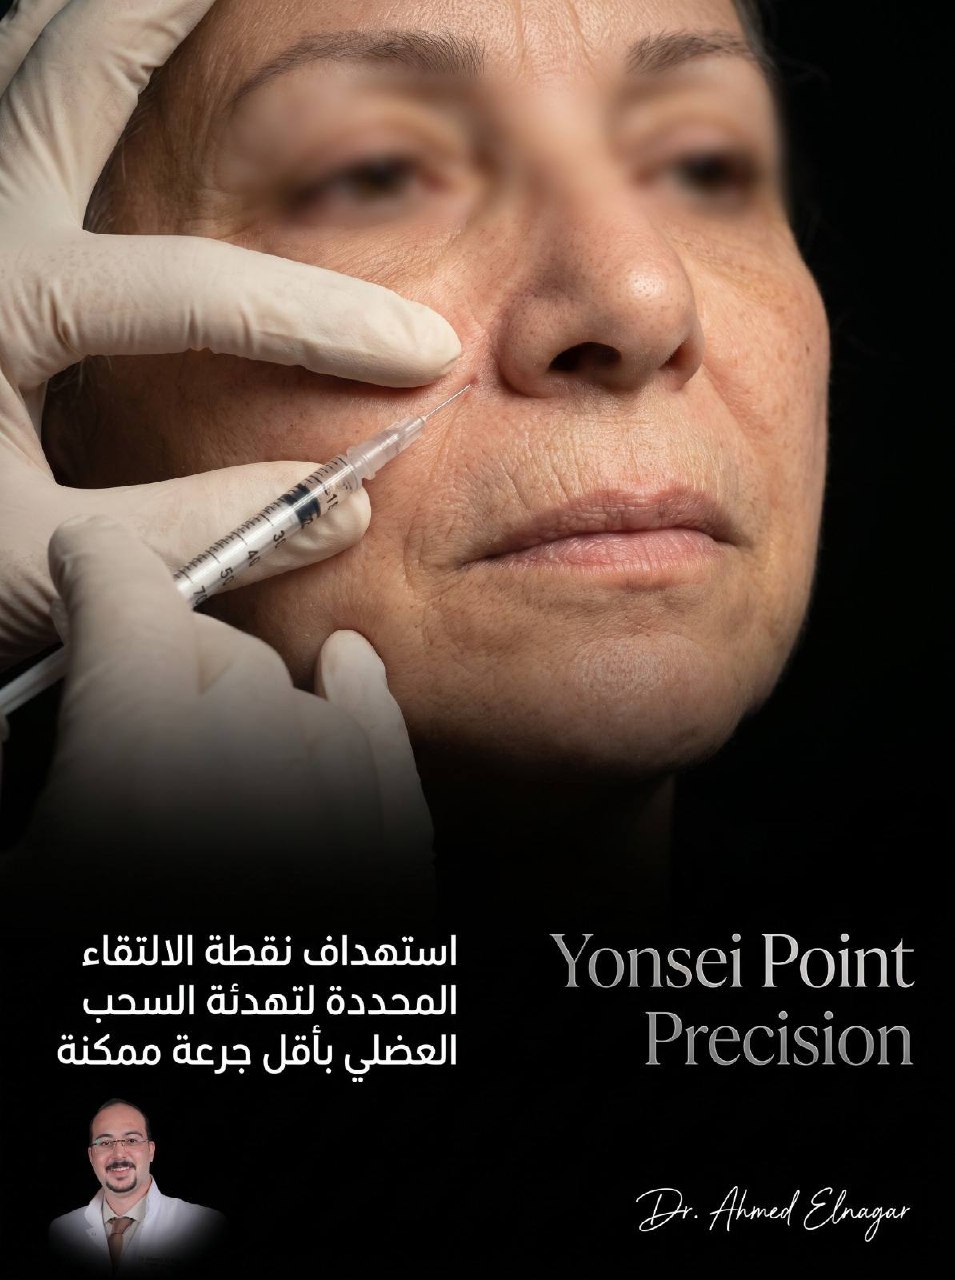 استهداف نقطة الالتقاء
المحددة لتهدئة السحب
العضلي بأقل جرعة ممكنة
Yonsei Point
Precision
Dr. Ahmed Elnagar